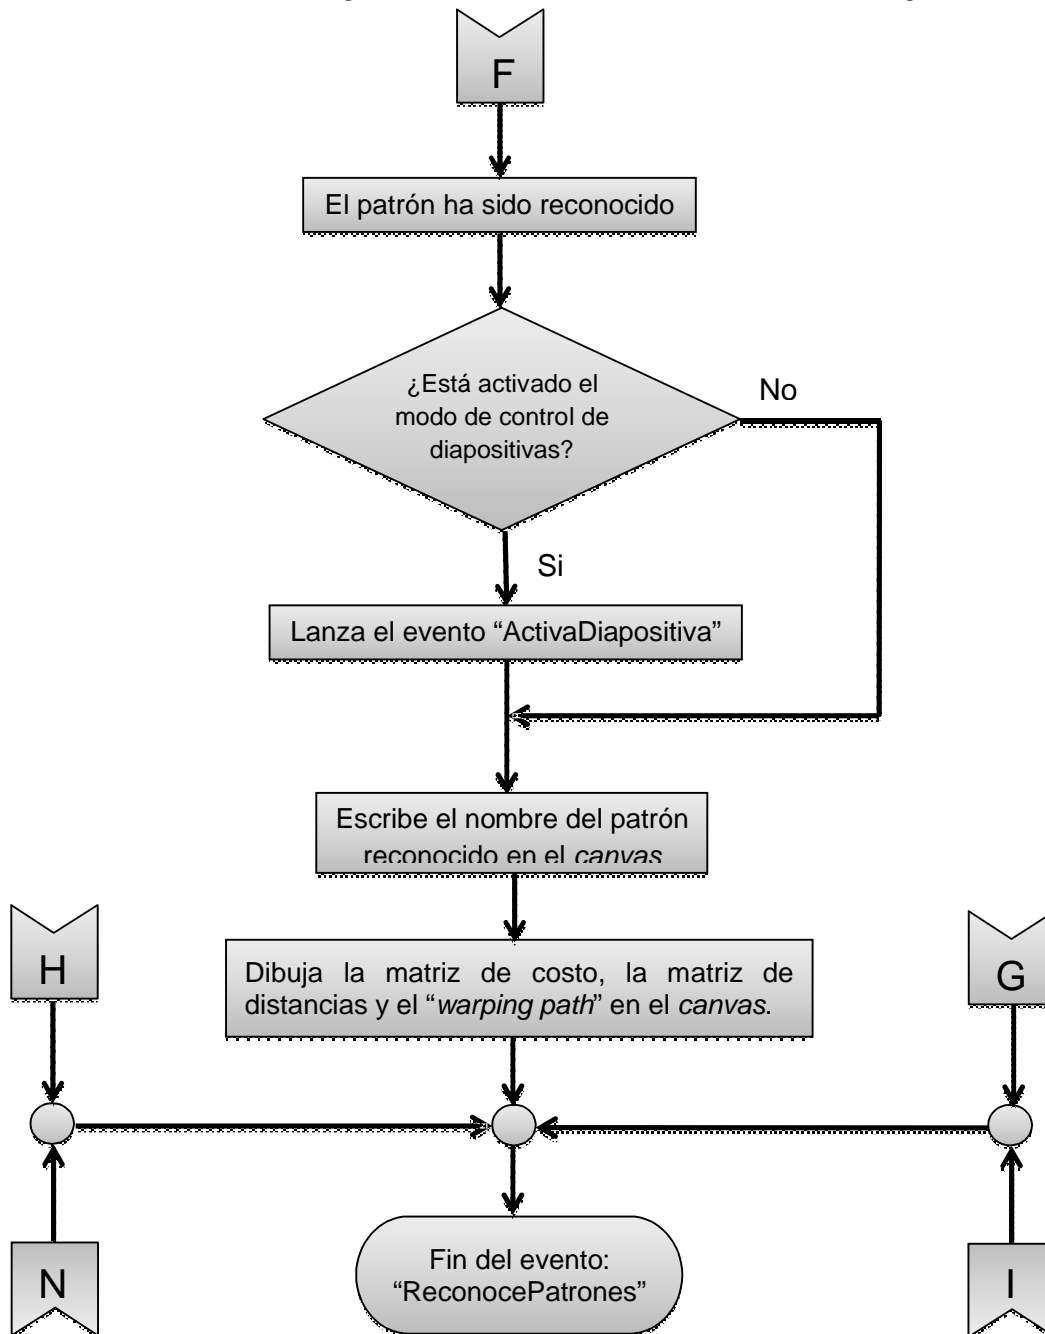 F
El patrón ha sido reconocido
¿Está activado el
modo de control de
diapositivas?
No
Si
Lanza el evento “ActivaDiapositiva”
Escribe el nombre del patrón
reconocido en el canvas
H
G
Dibuja la matriz de costo, la matriz de
distancias y el “warping path” en el canvas.
N
I
Fin del evento:
“ReconocePatrones”